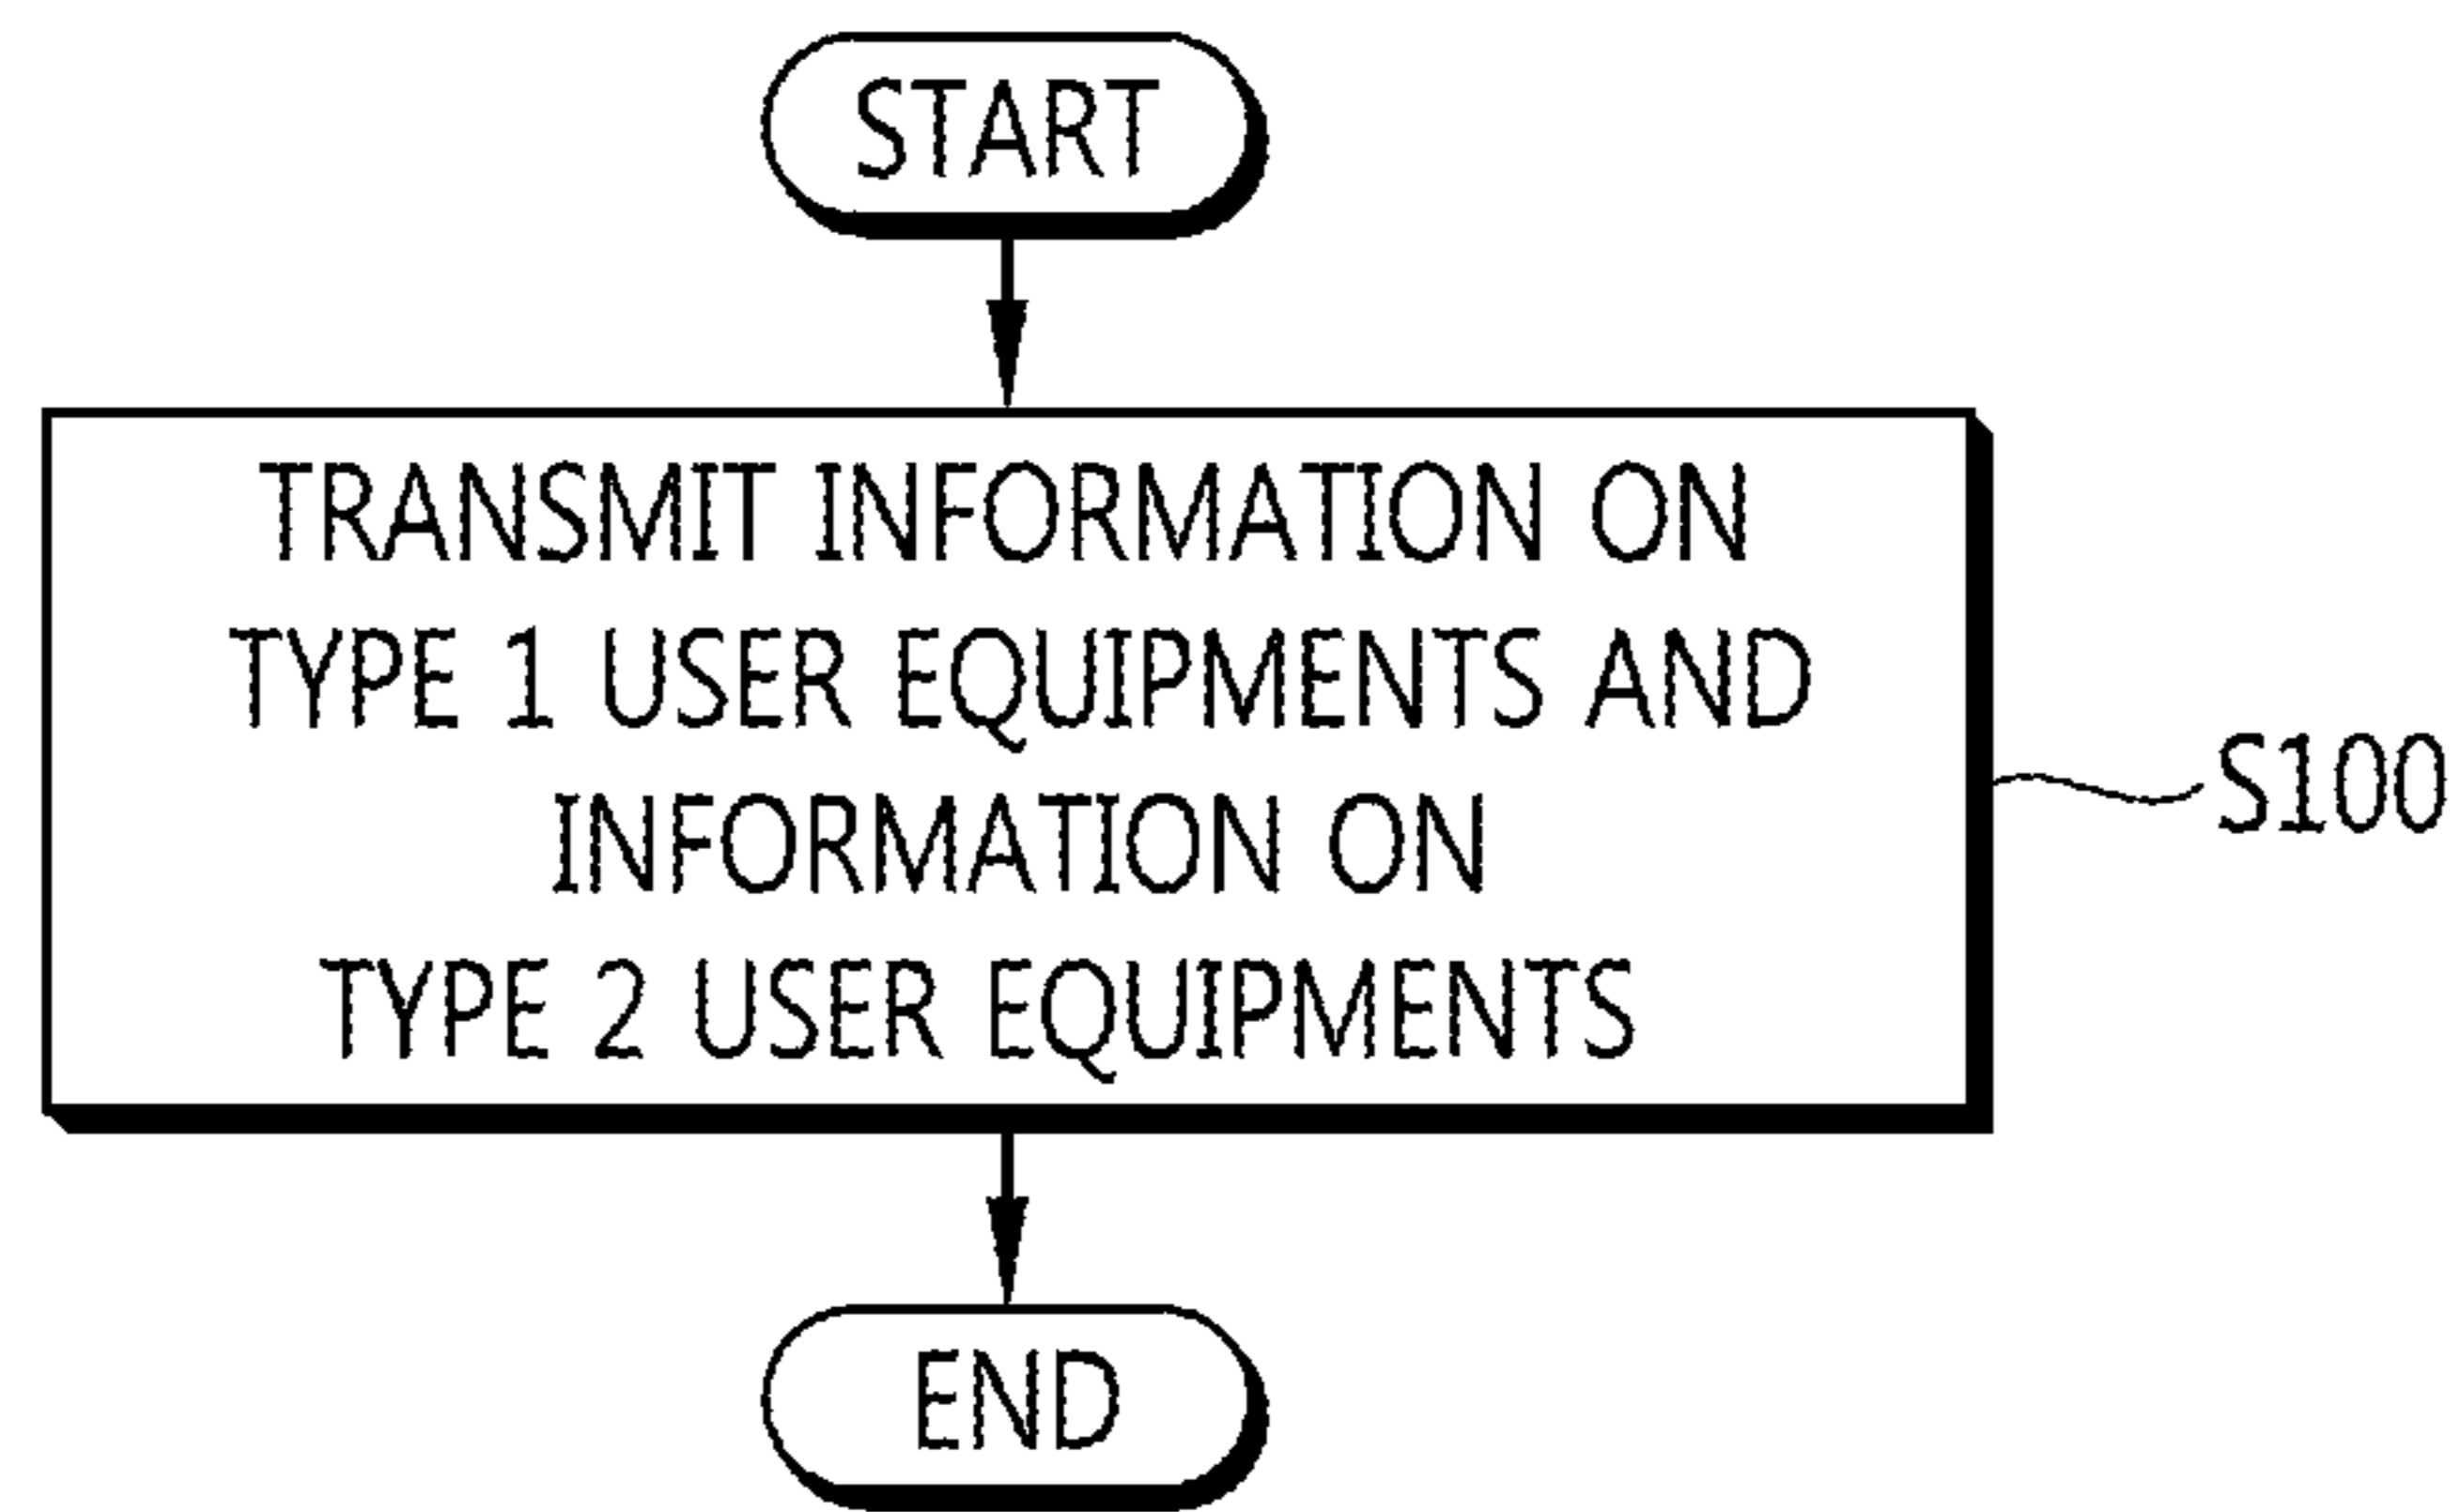 START
TRANSMIT INFORMATION ON
TYPE 1 USER EQUIPMENTS AND
INFORMATION ON
TYPE 2 USER EQUIPMENTS
S100
END